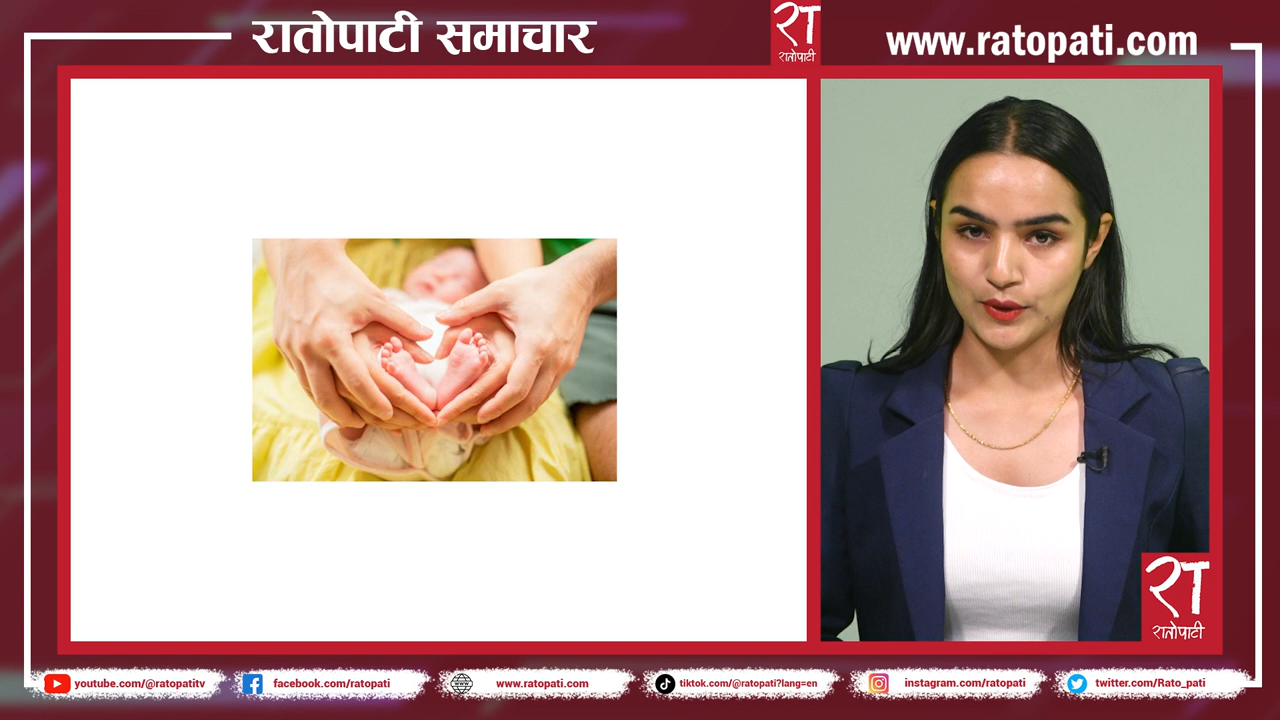 रातोपाटी समाचार
रा
रातोपाटी
www.ratopati.com
रा
रातोपाटी
youtube.com/@ratopatitv
facebook.com/ratopati
www.ratopati.com
tiktok.com/@ratopati?lang=en
instagram.com/ratopati
twitter.com/Rato_pati